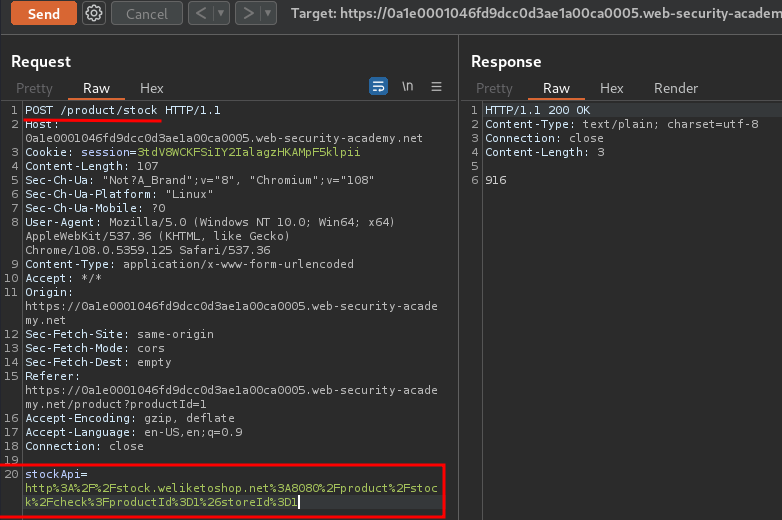 Send Cancel < > Target: https://0a1e0001046fd9dcc0d3ae1a00ca0005.web-security-academ
Request
Pretty Raw Hex \n
1 POST /product/stock HTTP/1.1
2 Host:
0a1e0001046fd9dcc0d3ae1a00ca0005.web-security-academy.net
3 Cookie: session=3tdV8WCKFSiIY2IalagzHKAMpF5klpii
4 Content-Length: 107
5 Sec-Ch-Ua: "Not?A_Brand";v="8", "Chromium";v="108"
6 Sec-Ch-Ua-Platform: "Linux"
7 Sec-Ch-Ua-Mobile: ?0
8 User-Agent: Mozilla/5.0 (Windows NT 10.0; Win64; x64)
AppleWebKit/537.36 (KHTML, like Gecko)
Chrome/108.0.5359.125 Safari/537.36
9 Content-Type: application/x-www-form-urlencoded
10 Accept: */*
11 Origin:
https://0a1e0001046fd9dcc0d3ae1a00ca0005.web-security-acade
my.net
12 Sec-Fetch-Site: same-origin
13 Sec-Fetch-Mode: cors
14 Sec-Fetch-Dest: empty
15 Referer:
https://0a1e0001046fd9dcc0d3ae1a00ca0005.web-security-acade
my.net/product?productId=1
16 Accept-Encoding: gzip, deflate
17 Accept-Language: en-US,en;q=0.9
18 Connection: close
19
20 stockApi=
http%3A%2F%2Fstock.weliketoshop.net%3A8080%2Fproduct%2Fstoc
k%2Fcheck%3FproductId%3D1%26storeId%3D1
Response
Pretty Raw Hex Render
1 HTTP/1.1 200 OK
2 Content-Type: text/plain; charset=utf-8
3 Connection: close
4 Content-Length: 3
5
6 916